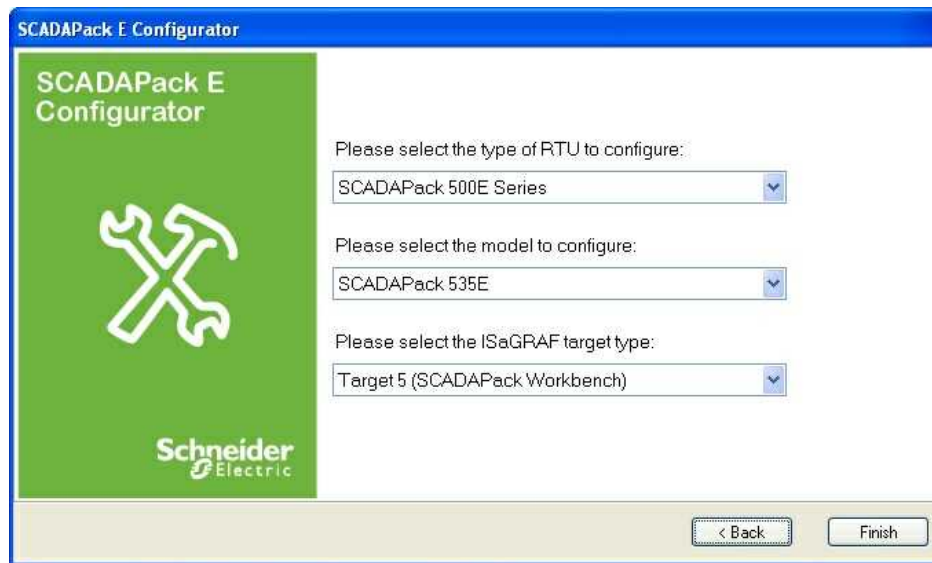 SCADAPack E Configurator
SCADAPack E
Configurator
Please select the type of RTU to configure:
SCADAPack 500E Series
Please select the model to configure:
SCADAPack 535E
Please select the ISaGRAF target type:
Target 5 (SCADAPack Workbench)
Schneider
Electric
< Back
Finish